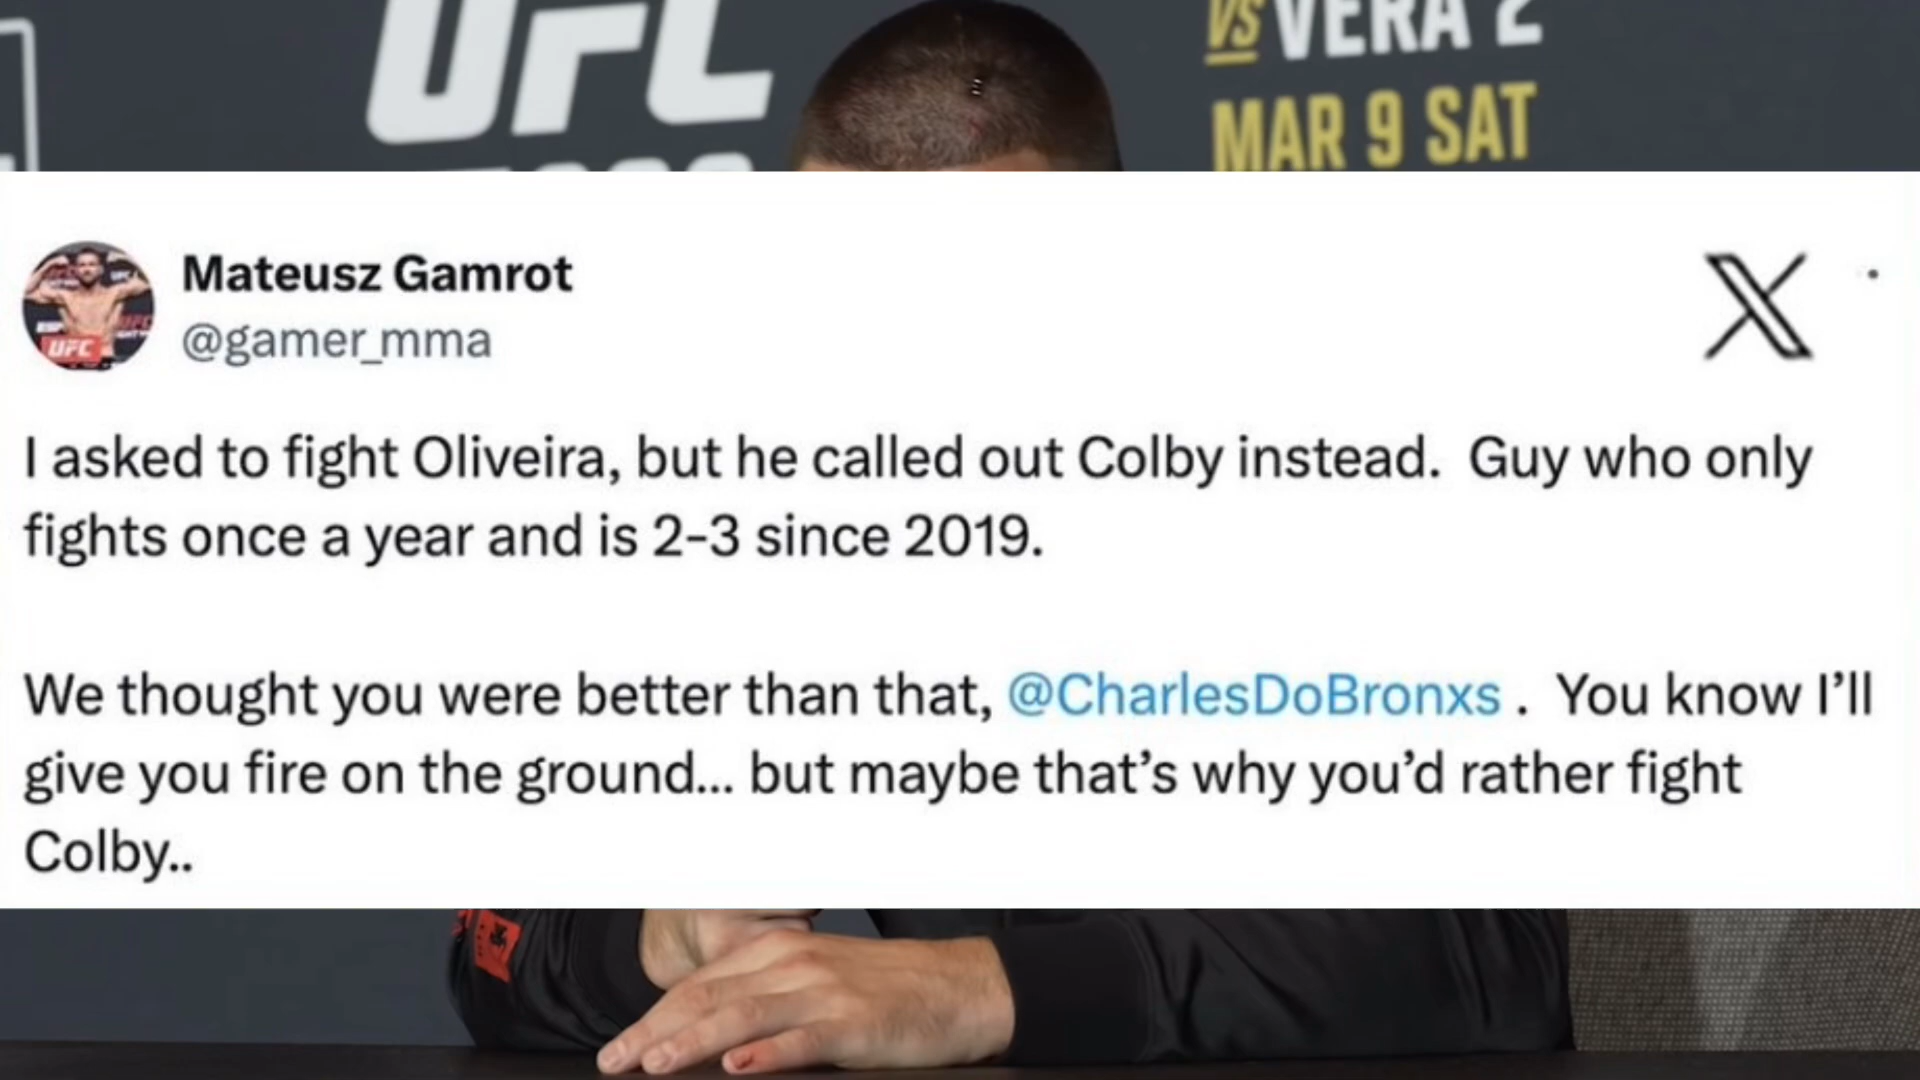 UFC
VS VERA 2
MAR 9 SAT
Mateusz Gamrot
@gamer_mma
UFC
I asked to fight Oliveira, but he called out Colby instead. Guy who only
fights once a year and is 2-3 since 2019.
We thought you were better than that, @CharlesDoBronxs . You know I’ll
give you fire on the ground... but maybe that’s why you’d rather fight
Colby..